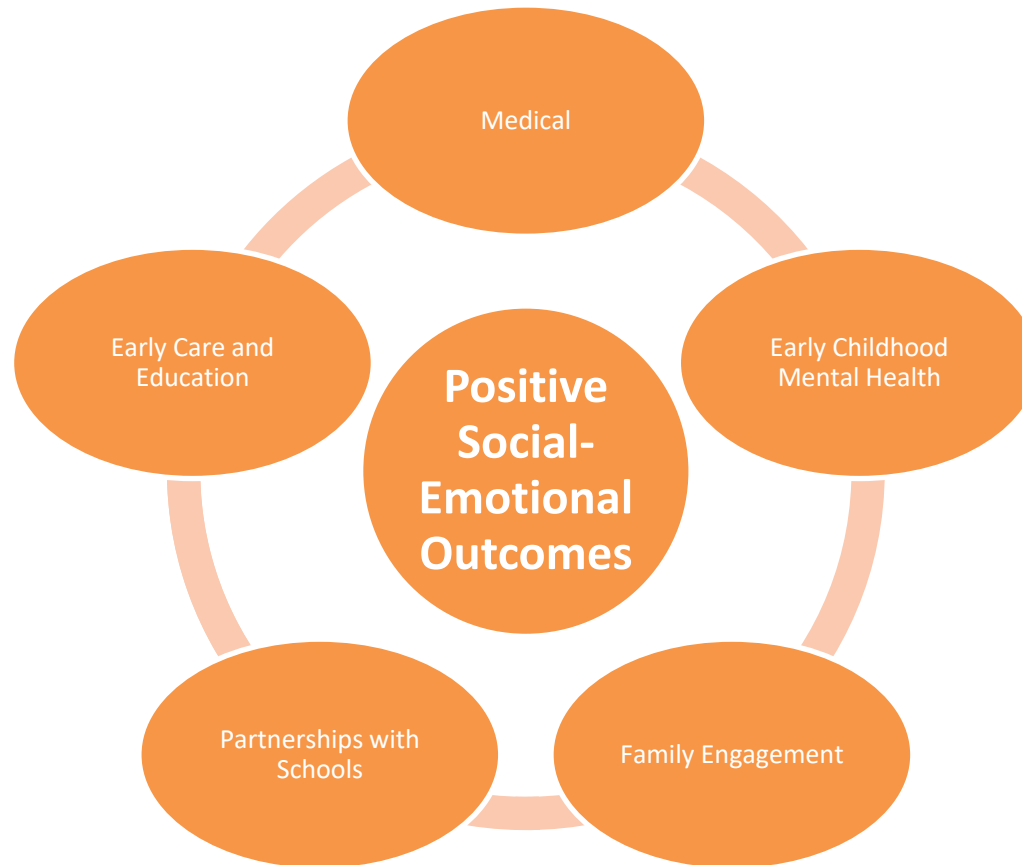 Medical
Early Care and
Education
Early Childhood
Mental Health
Positive
Social-
Emotional
Outcomes
Partnerships with
Schools
Family Engagement